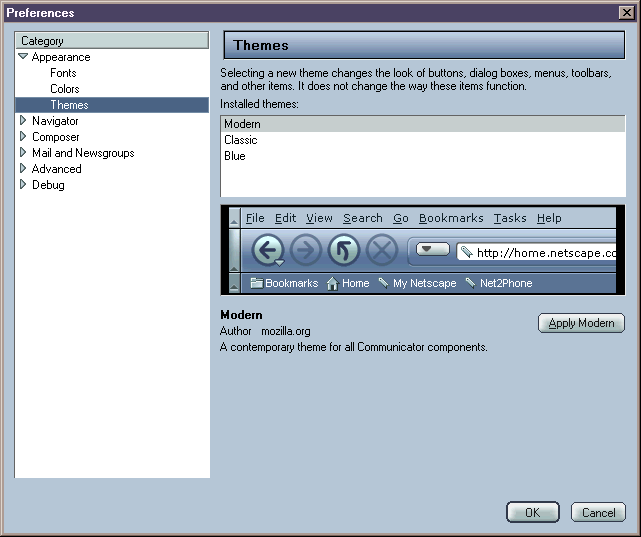 Preferences
Category
Appearance
Fonts
Colors
Themes
Navigator
Composer
Mail and Newsgroups
Advanced
Debug
Themes
Selecting a new theme changes the look of buttons, dialog boxes, menus, toolbars,
and other items. It does not change the way these items function.
Installed themes:
Modern
Classic
Blue
File Edit View Search Go Bookmarks Tasks Help
http://home.netscape.co
Bookmarks Home My Netscape Net2Phone
Modern
Author mozilla.org
A contemporary theme for all Communicator components.
Apply Modern
OK Cancel